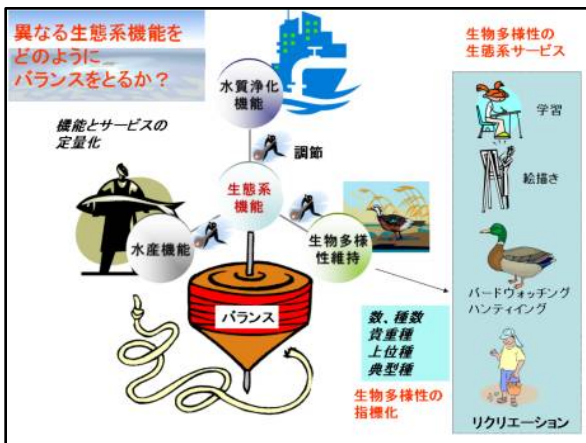 異なる生態系機能を
どのように
バランスをとるか？
水質浄化
機能
機能とサービスの
定量化
調節
生態系
機能
水産機能
生物多様
性維持
バランス
数、種数
貴重種
上位種
典型種
生物多様性の
指標化
生物多様性の
生態系サービス
学習
絵描き
バードウォッチング
ハンティイング
リクリエーション